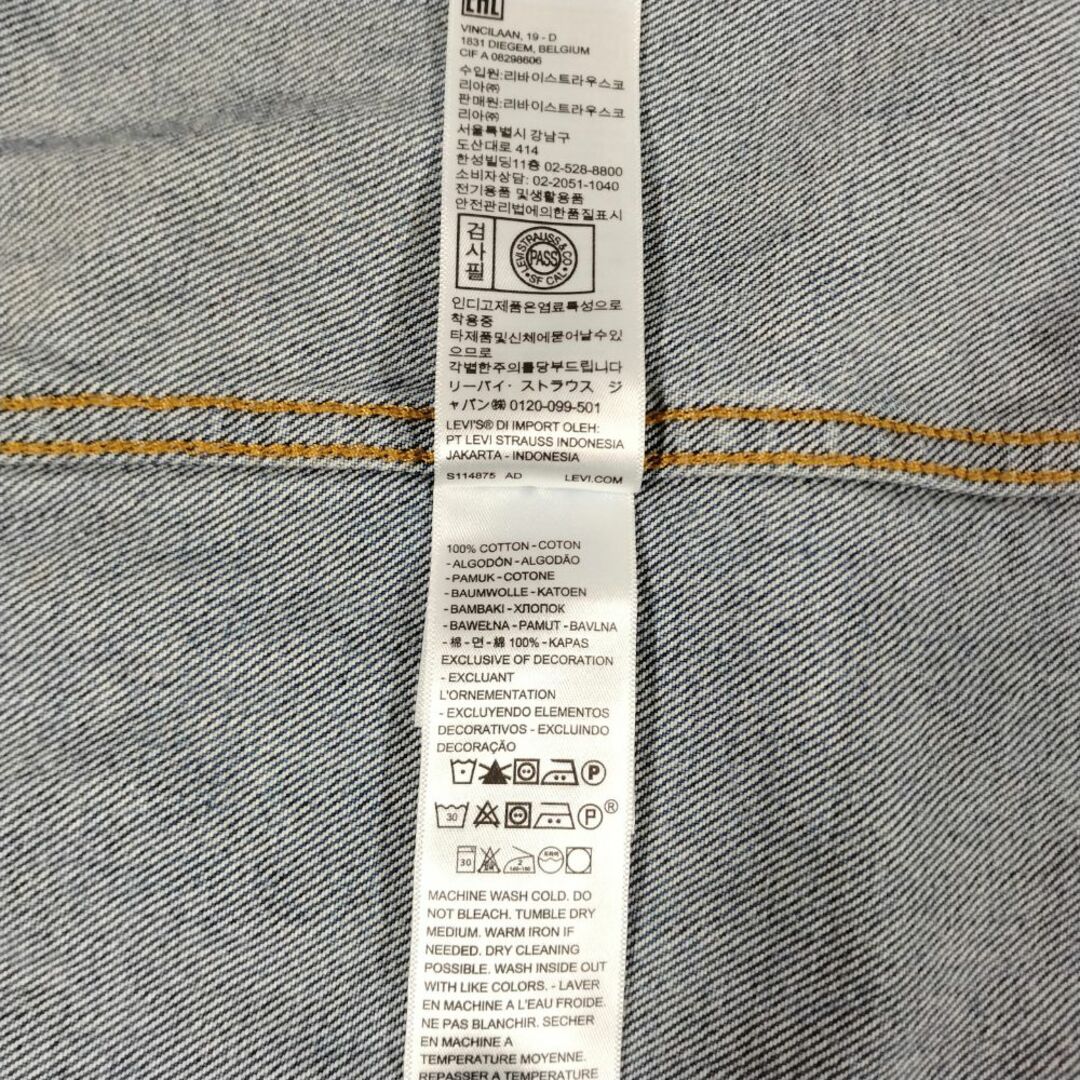 EAC
VINCILAAN, 19 - D
1831 DIEGEM, BELGIUM
CIF A 08298606
수입원:리바이스트라우스코
리아㈜
판매원:리바이스트라우스코
리아㈜
서울특별시 강남구
도산대로 414
한성빌딩11층 02-528-8800
소비자상담: 02-2051-1040
전기용품 및생활용품
안전관리법에의한품질표시
검사필
LEVI STRAUSS & CO
PASS
SF CAL
인디고제품은염료특성으로
착용중
타제품및신체에묻어날수있
으므로
각별한주의를당부드립니다
リーバイ・ストラウス ジ
ャパン㈱ 0120-099-501
LEVI'S® DI IMPORT OLEH:
PT LEVI STRAUSS INDONESIA
JAKARTA - INDONESIA
S114875 AD LEVI.COM
100% COTTON - COTON
- ALGODÓN - ALGODÃO
- PAMUK - COTONE
- BAUMWOLLE - KATOEN
- BAMBAKI - ХЛОПОК
- BAWEŁNA - PAMUT - BAVLNA
- 棉 - 면 - 綿 100% - KAPAS
EXCLUSIVE OF DECORATION
- EXCLUANT
L'ORNEMENTATION
- EXCLUYENDO ELEMENTOS
DECORATIVOS - EXCLUINDO
DECORAÇÃO
P
30 P®
30 2
MACHINE WASH COLD. DO
NOT BLEACH. TUMBLE DRY
MEDIUM. WARM IRON IF
NEEDED. DRY CLEANING
POSSIBLE. WASH INSIDE OUT
WITH LIKE COLORS. - LAVER
EN MACHINE A L'EAU FROIDE.
NE PAS BLANCHIR. SECHER
EN MACHINE A
TEMPERATURE MOYENNE.
REPASSER A TEMPERATURE